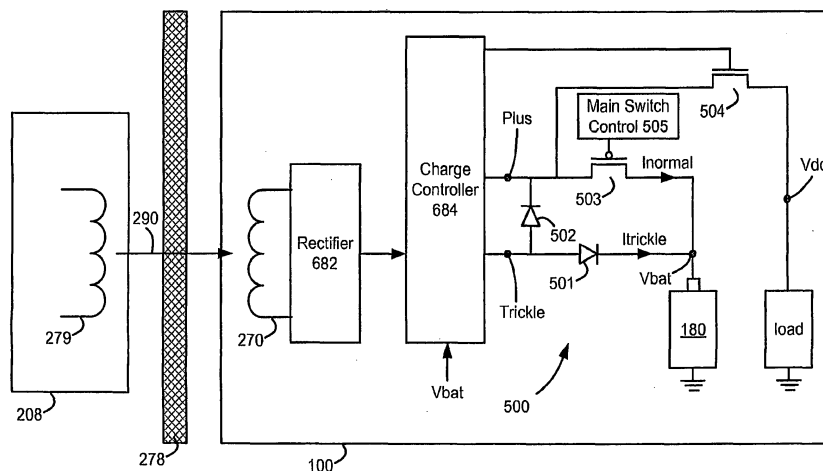 504
Main Switch
Control 505
Plus
Inormal
Vdc
503
Charge
Controller
684
290
Rectifier
682
502
Itrickle
Vbat
Trickle
501
279
270
180
load
Vbat
500
208
278
100